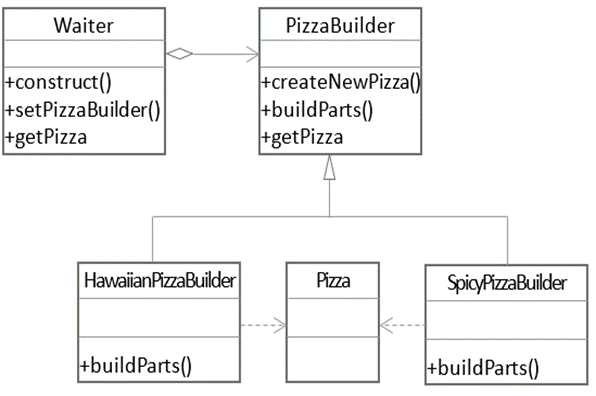 Waiter
+construct()
+setPizzaBuilder()
+getPizza
PizzaBuilder
+createNewPizza()
+buildParts()
+getPizza
HawaiianPizzaBuilder
+buildParts()
Pizza
SpicyPizzaBuilder
+buildParts()